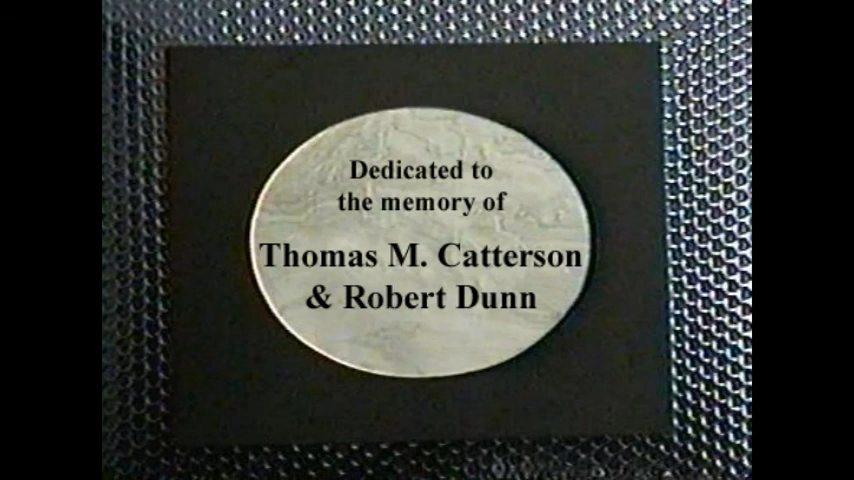 Dedicated to
the memory of
Thomas M. Catterson
& Robert Dunn